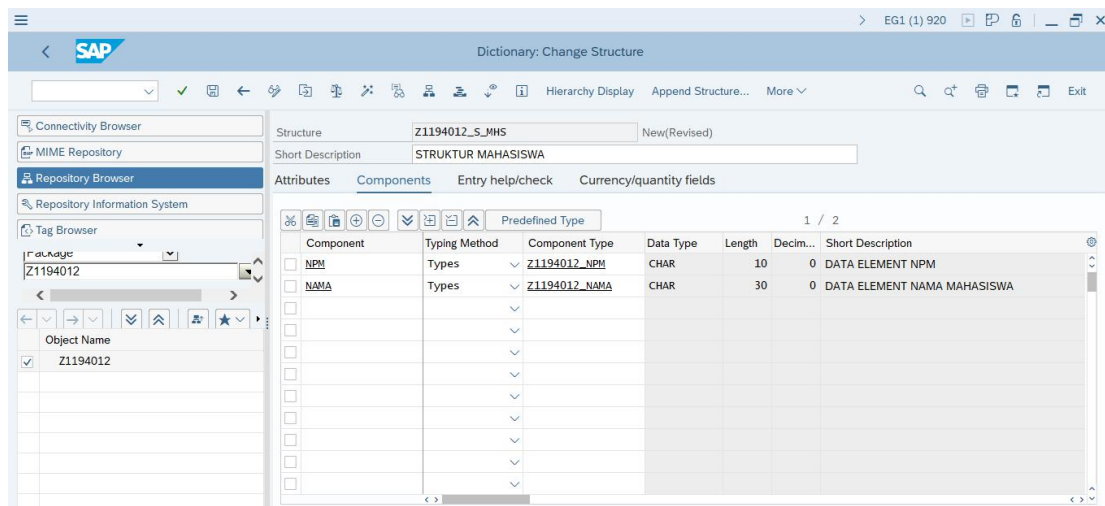 EG1 (1) 920
SAP
Dictionary: Change Structure
Hierarchy Display Append Structure... More Exit
Connectivity Browser
MIME Repository
Repository Browser
Repository Information System
Tag Browser
Package
Z1194012
Object Name
Z1194012
Structure Z1194012_S_MHS New(Revised)
Short Description STRUKTUR MAHASISWA
Attributes Components Entry help/check Currency/quantity fields
Predefined Type 1 / 2
Component Typing Method Component Type Data Type Length Decim... Short Description
NPM Types Z1194012_NPM CHAR 10 0 DATA ELEMENT NPM
NAMA Types Z1194012_NAMA CHAR 30 0 DATA ELEMENT NAMA MAHASISWA